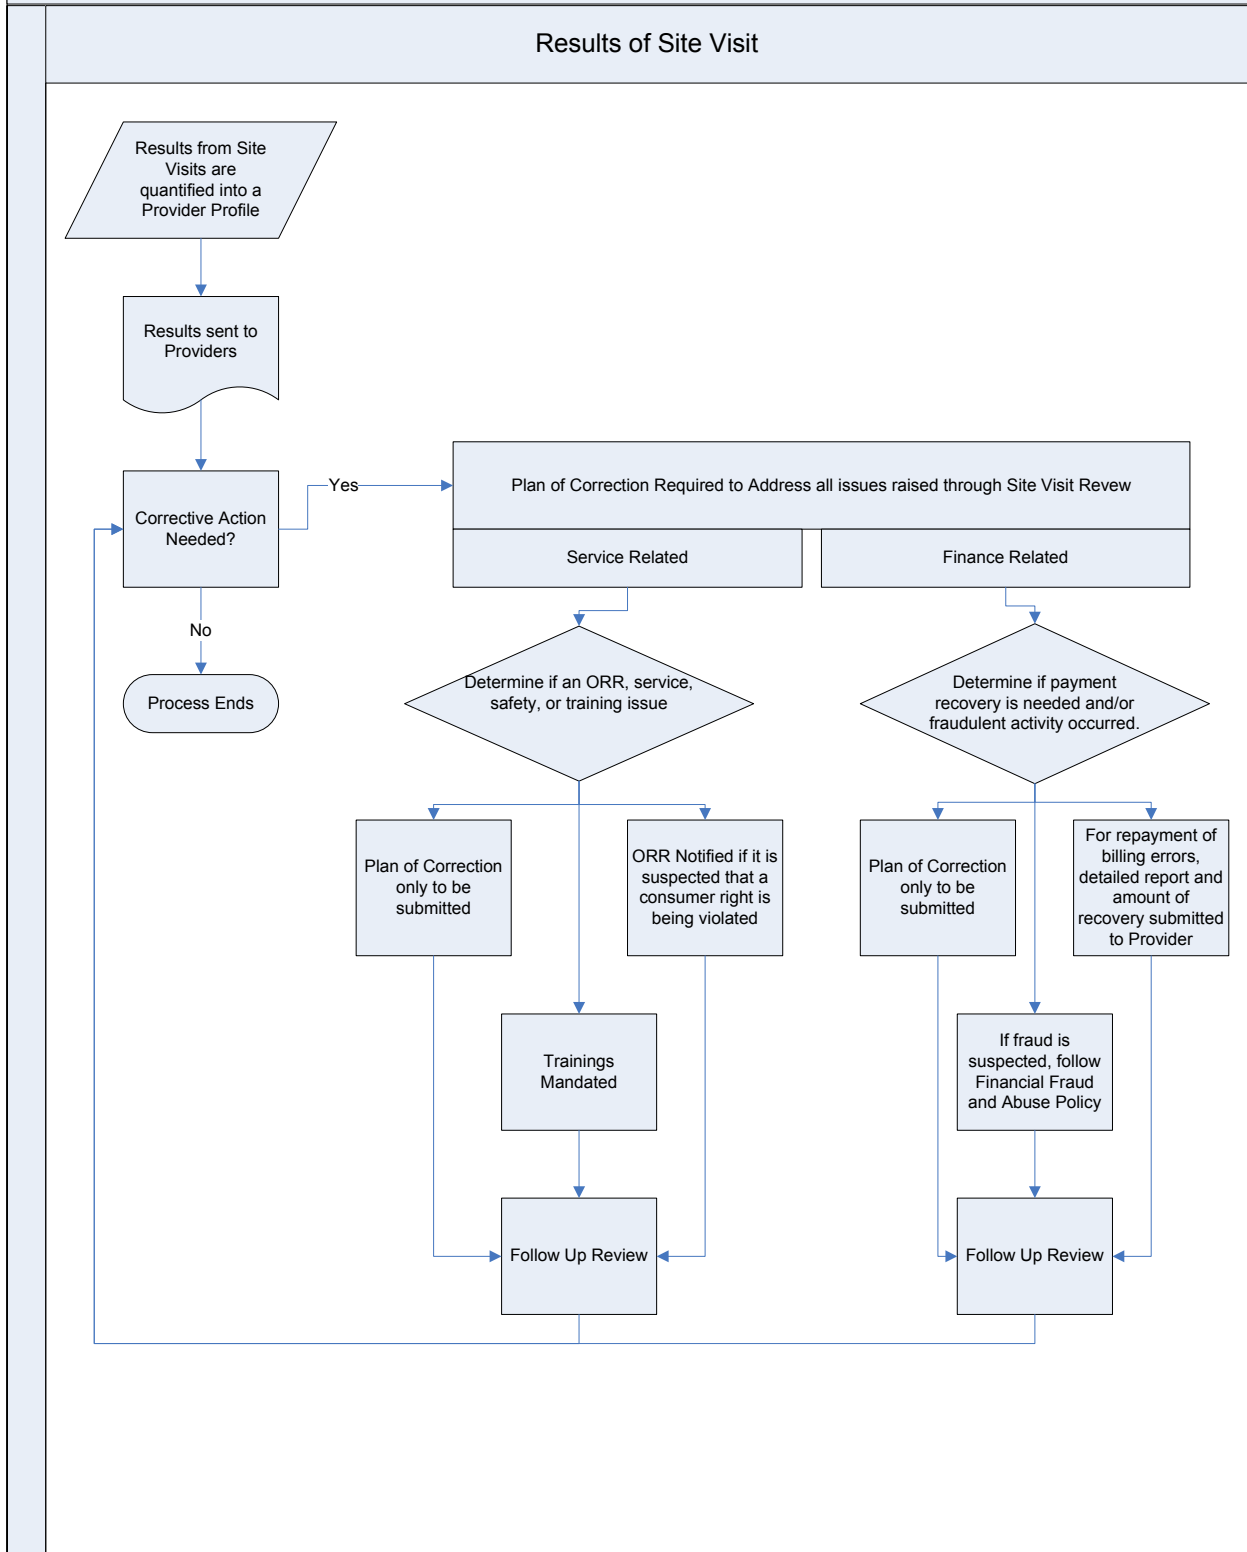 Results of Site Visit
Results from Site
Visits are
quantified into a
Provider Profile
Results sent to
Providers
Corrective Action
Needed?
Yes
No
Process Ends
Plan of Correction Required to Address all issues raised through Site Visit Revew
Service Related
Finance Related
Determine if an ORR, service,
safety, or training issue
Determine if payment
recovery is needed and/or
fraudulent activity occurred.
Plan of Correction
only to be
submitted
ORR Notified if it is
suspected that a
consumer right is
being violated
Plan of Correction
only to be
submitted
For repayment of
billing errors,
detailed report and
amount of
recovery submitted
to Provider
Trainings
Mandated
If fraud is
suspected, follow
Financial Fraud
and Abuse Policy
Follow Up Review
Follow Up Review